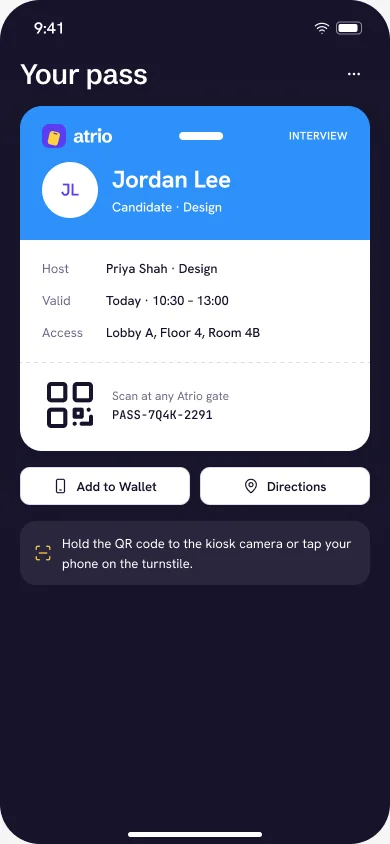 9:41
Your pass
atrio
INTERVIEW
JL
Jordan Lee
Candidate · Design
Host Priya Shah · Design
Valid Today · 10:30 – 13:00
Access Lobby A, Floor 4, Room 4B
Scan at any Atrio gate
PASS-7Q4K-2291
Add to Wallet
Directions
Hold the QR code to the kiosk camera or tap your
phone on the turnstile.